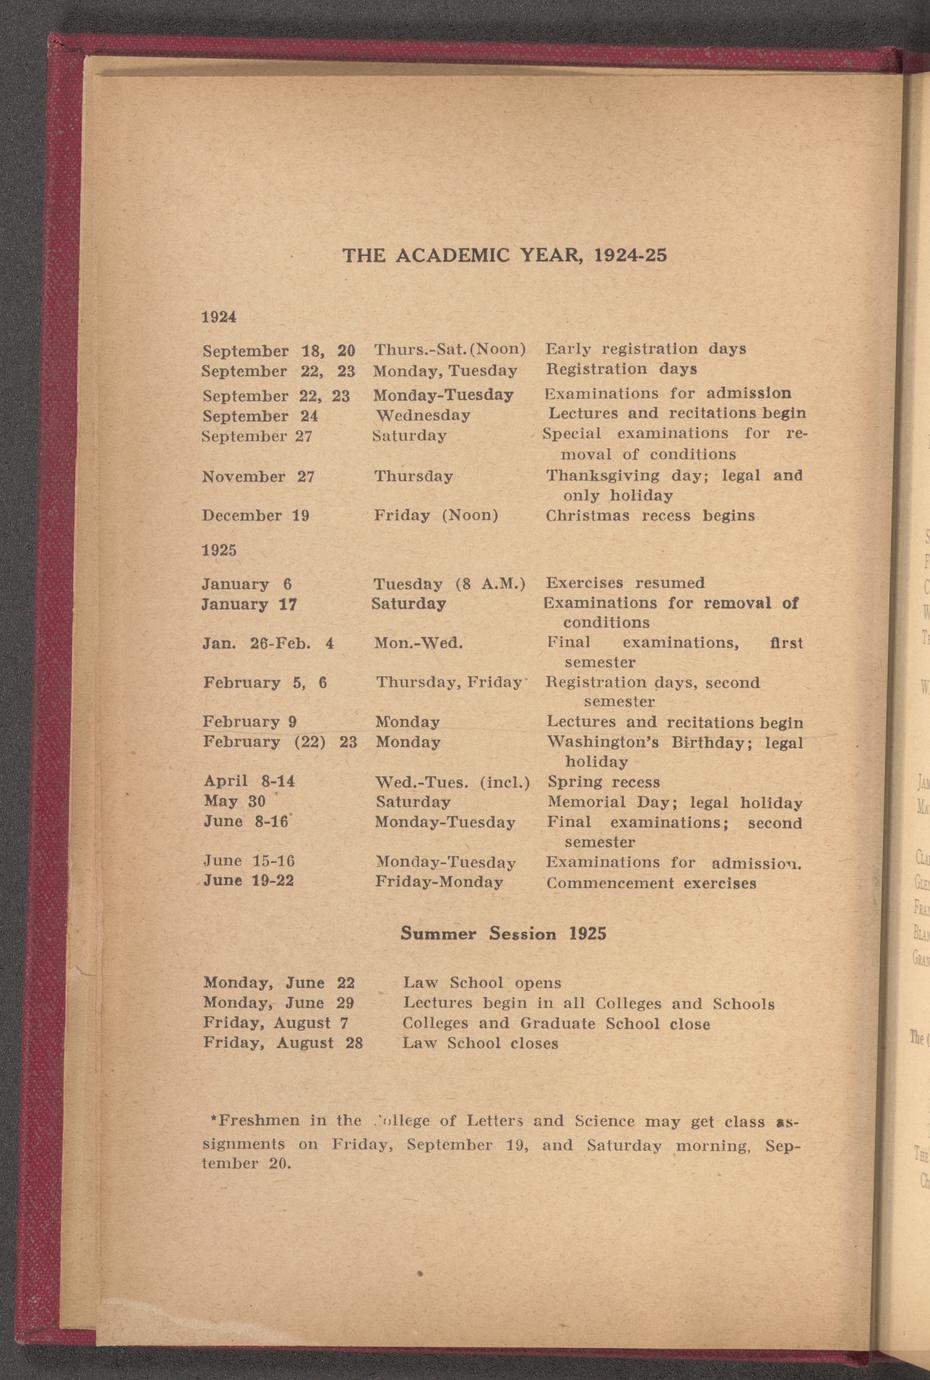 THE ACADEMIC YEAR, 1924-25
1924
September 18, 20 Thurs.-Sat. (Noon) Early registration days
September 22, 23 Monday, Tuesday Registration days
September 22, 23 Monday-Tuesday Examinations for admission
September 24 Wednesday Lectures and recitations begin
September 27 Saturday Special examinations for re-
moval of conditions
November 27 Thursday Thanksgiving day; legal and
only holiday
December 19 Friday (Noon) Christmas recess begins
1925
January 6 Tuesday (8 A.M.) Exercises resumed
January 17 Saturday Examinations for removal of
conditions
Jan. 26-Feb. 4 Mon.-Wed. Final examinations, first
semester
February 5, 6 Thursday, Friday Registration days, second
semester
February 9 Monday Lectures and recitations begin
February (22) 23 Monday Washington's Birthday; legal
holiday
April 8-14 Wed.-Tues. (incl.) Spring recess
May 30 Saturday Memorial Day; legal holiday
June 8-16 Monday-Tuesday Final examinations; second
semester
June 15-16 Monday-Tuesday Examinations for admission.
June 19-22 Friday-Monday Commencement exercises
Summer Session 1925
Monday, June 22 Law School opens
Monday, June 29 Lectures begin in all Colleges and Schools
Friday, August 7 Colleges and Graduate School close
Friday, August 28 Law School closes
*Freshmen in the College of Letters and Science may get class as-
signments on Friday, September 19, and Saturday morning, Sep-
tember 20.